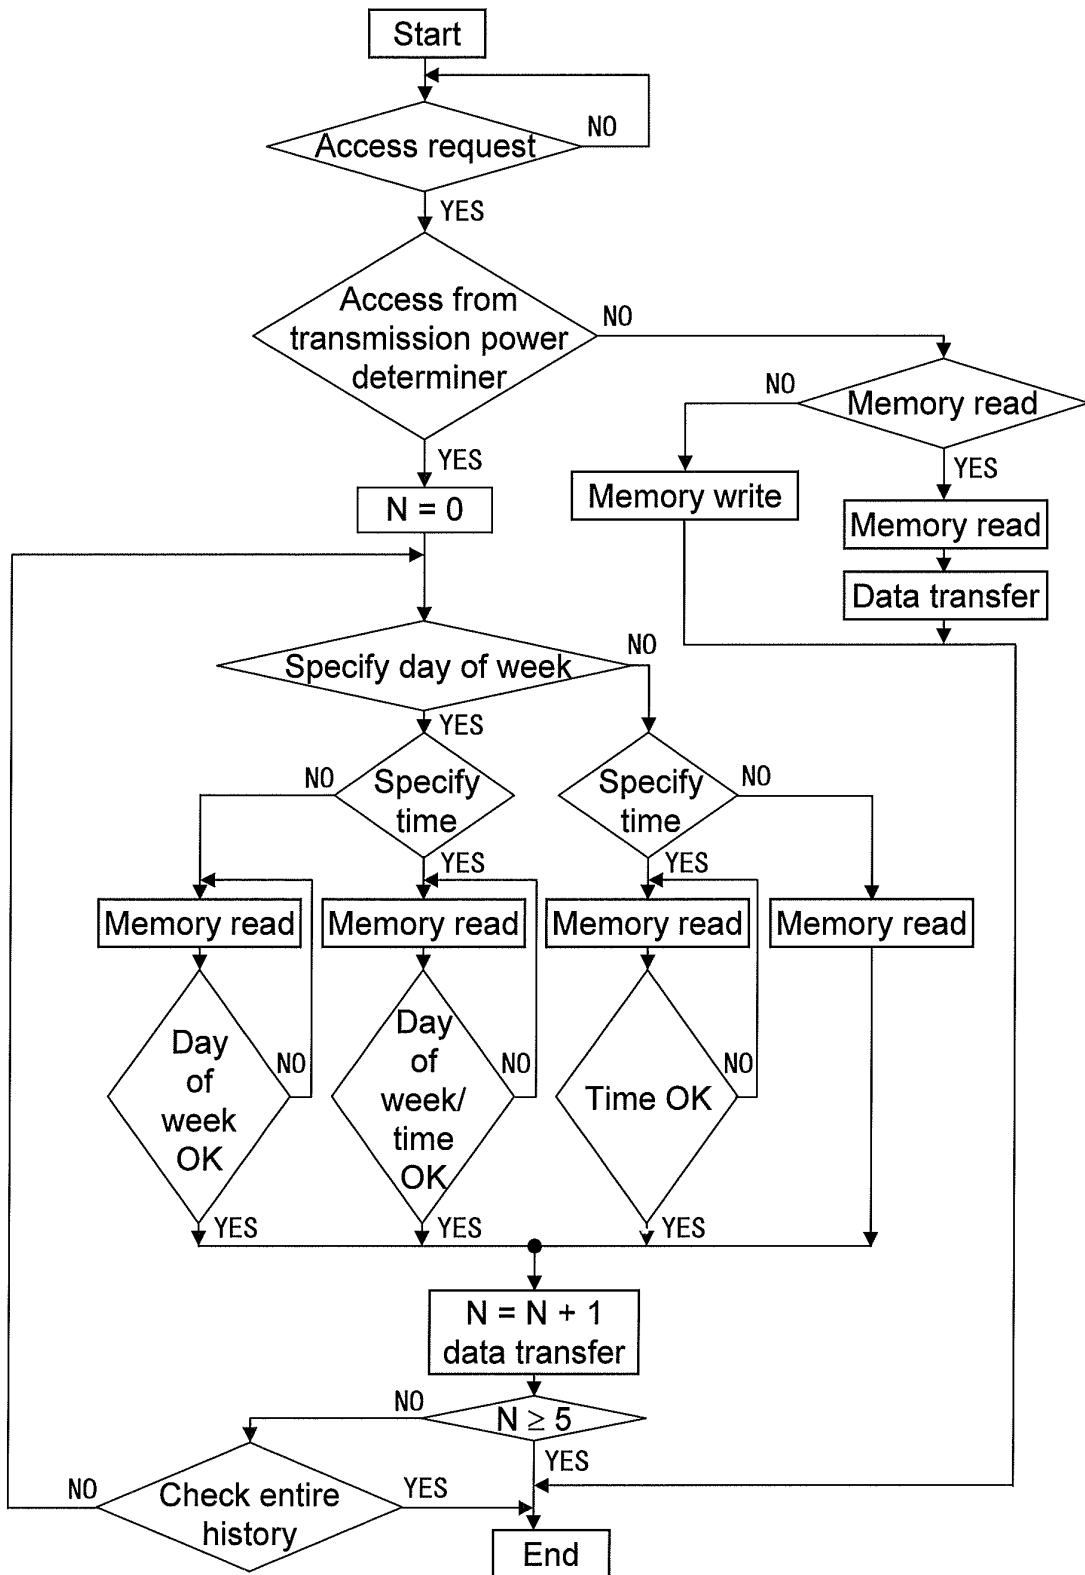 Start
Access request
NO
YES
Access from
transmission power
determiner
NO
YES
NO
Memory read
YES
N = 0
Memory write
Memory read
Data transfer
Specify day of week
NO
YES
NO
Specify
time
YES
Specify
time
NO
YES
Memory read
Memory read
Memory read
Memory read
Day
of
week
OK
NO
YES
Day
of
week/
time
OK
NO
YES
Time OK
NO
YES
N = N + 1
data transfer
NO
N ≥ 5
YES
NO
Check entire
history
YES
End